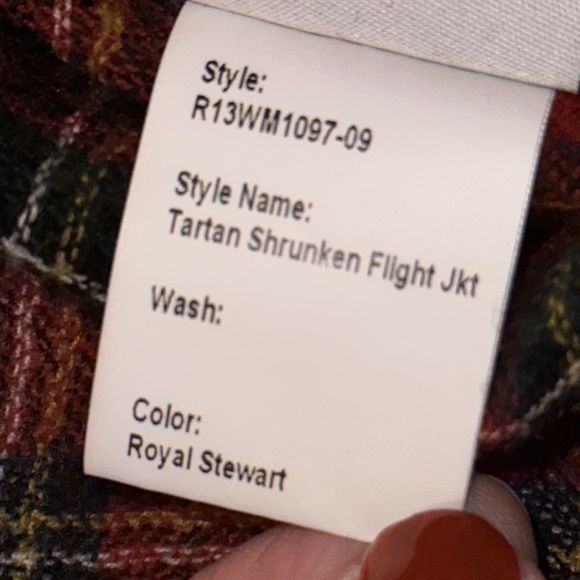 Style:
R13WM1097-09
Style Name:
Tartan Shrunken Flight Jkt
Wash:
Color:
Royal Stewart